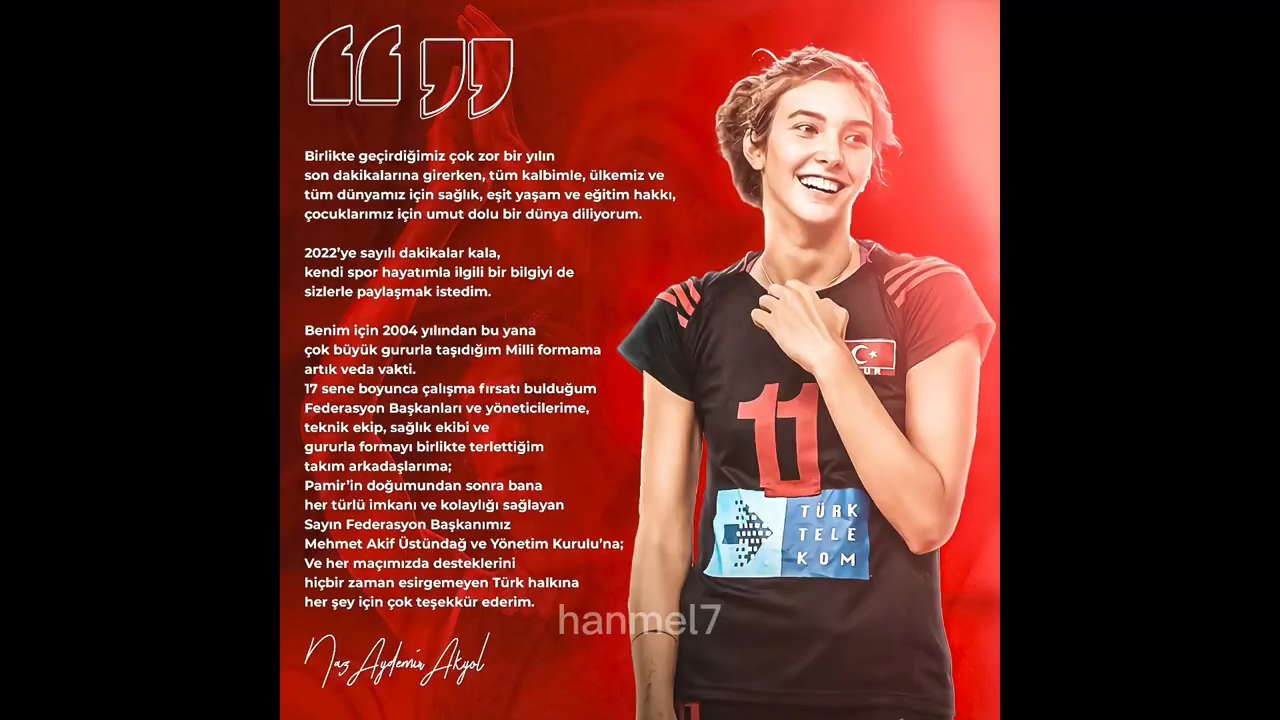 Birlikte geçirdiğimiz çok zor bir yılın
son dakikalarına girerken, tüm kalbimle, ülkemiz ve
tüm dünyamız için sağlık, eşit yaşam ve eğitim hakkı,
çocuklarımız için umut dolu bir dünya diliyorum.
2022'ye sayılı dakikalar kala,
kendi spor hayatımla ilgili bir bilgiyi de
sizlerle paylaşmak istedim.
Benim için 2004 yılından bu yana
çok büyük gururla taşıdığım Milli formama
artık veda vakti.
17 sene boyunca çalışma fırsatı bulduğum
Federasyon Başkanları ve yöneticilerime,
teknik ekip, sağlık ekibi ve
gururla formayı birlikte terlettiğim
takım arkadaşlarıma;
Pamir'in doğumundan sonra bana
her türlü imkanı ve kolaylığı sağlayan
Sayın Federasyon Başkanımız
Mehmet Akif Üstündağ ve Yönetim Kurulu'na;
Ve her maçımızda desteklerini
hiçbir zaman esirgemeyen Türk halkına
her şey için çok teşekkür ederim.
Naz Aydemir Akyol
11
TÜRK
TELE
KOM
hanmel7